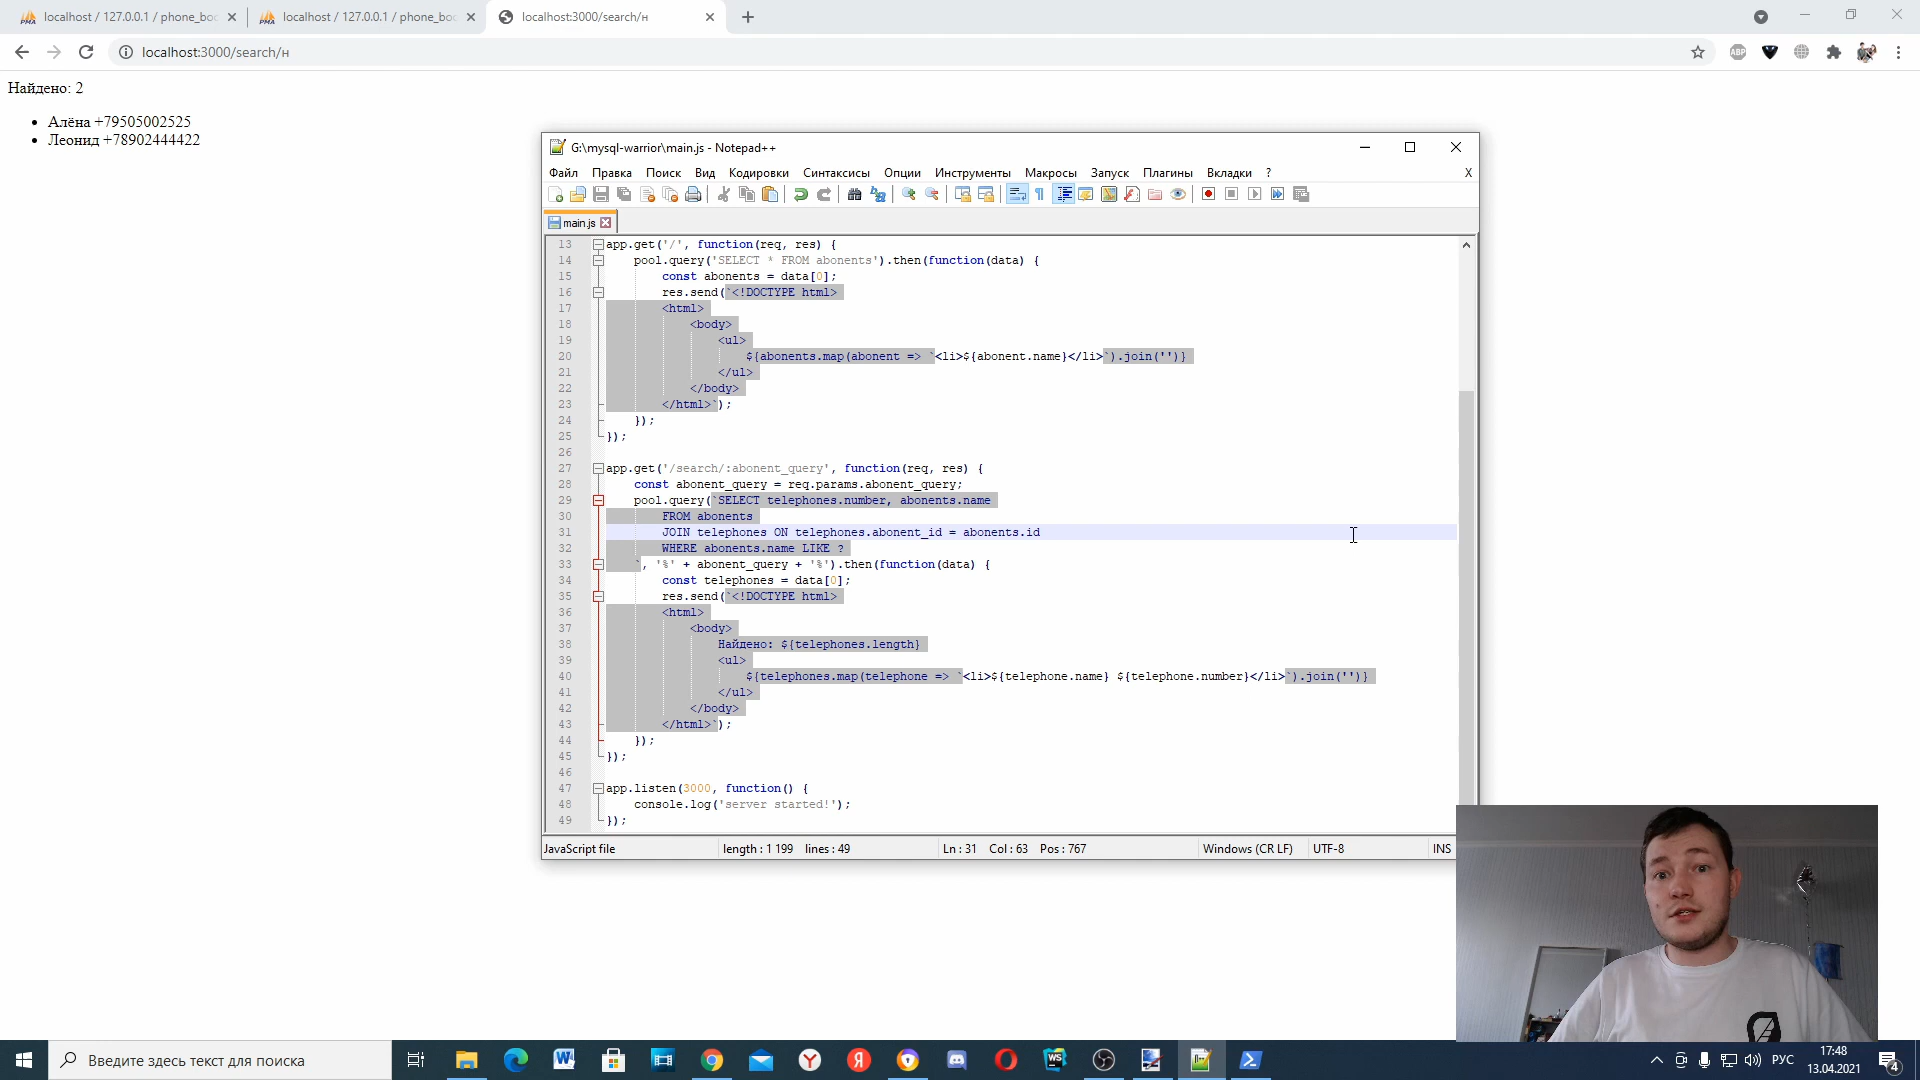 localhost / 127.0.0.1 / phone_boo
localhost / 127.0.0.1 / phone_boo
localhost:3000/search/н
localhost:3000/search/н
ABP
Найдено: 2
Алёна +79505002525
Леонид +78902444422
G:\mysql-warrior\main.js - Notepad++
Файл Правка Поиск Вид Кодировки Синтаксисы Опции Инструменты Макросы Запуск Плагины Вкладки ? X
main.js
13 app.get('/', function(req, res) {
14 pool.query('SELECT * FROM abonents').then(function(data) {
15 const abonents = data[0];
16 res.send(`<!DOCTYPE html>
17 <html>
18 <body>
19 <ul>
20 ${abonents.map(abonent => `<li>${abonent.name}</li>`).join('')}
21 </ul>
22 </body>
23 </html>`);
24 });
25 });
26
27 app.get('/search/:abonent_query', function(req, res) {
28 const abonent_query = req.params.abonent_query;
29 pool.query(`SELECT telephones.number, abonents.name
30 FROM abonents
31 JOIN telephones ON telephones.abonent_id = abonents.id
32 WHERE abonents.name LIKE ?
33 `, '%' + abonent_query + '%').then(function(data) {
34 const telephones = data[0];
35 res.send(`<!DOCTYPE html>
36 <html>
37 <body>
38 Найдено: ${telephones.length}
39 <ul>
40 ${telephones.map(telephone => `<li>${telephone.name} ${telephone.number}</li>`).join('')}
41 </ul>
42 </body>
43 </html>`);
44 });
45 });
46
47 app.listen(3000, function() {
48 console.log('server started!');
49 });
JavaScript file length : 1 199 lines : 49 Ln : 31 Col : 63 Pos : 767 Windows (CR LF) UTF-8 INS
Введите здесь текст для поиска
РУС
17:48
13.04.2021
4